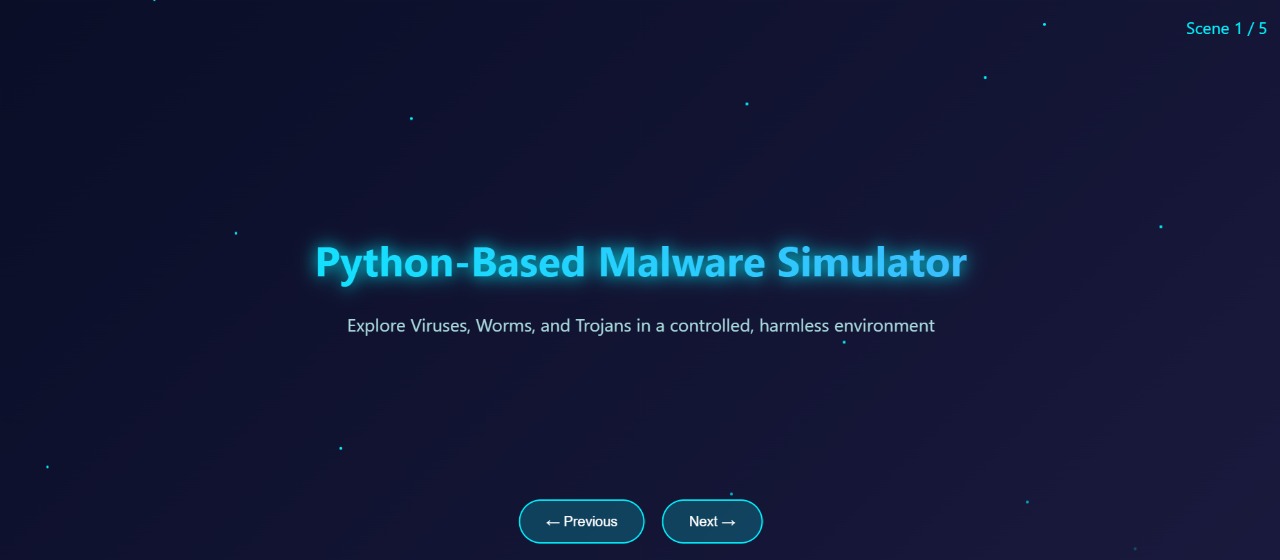 Scene 1 / 5
Python-Based Malware Simulator
Explore Viruses, Worms, and Trojans in a controlled, harmless environment
← Previous
Next →